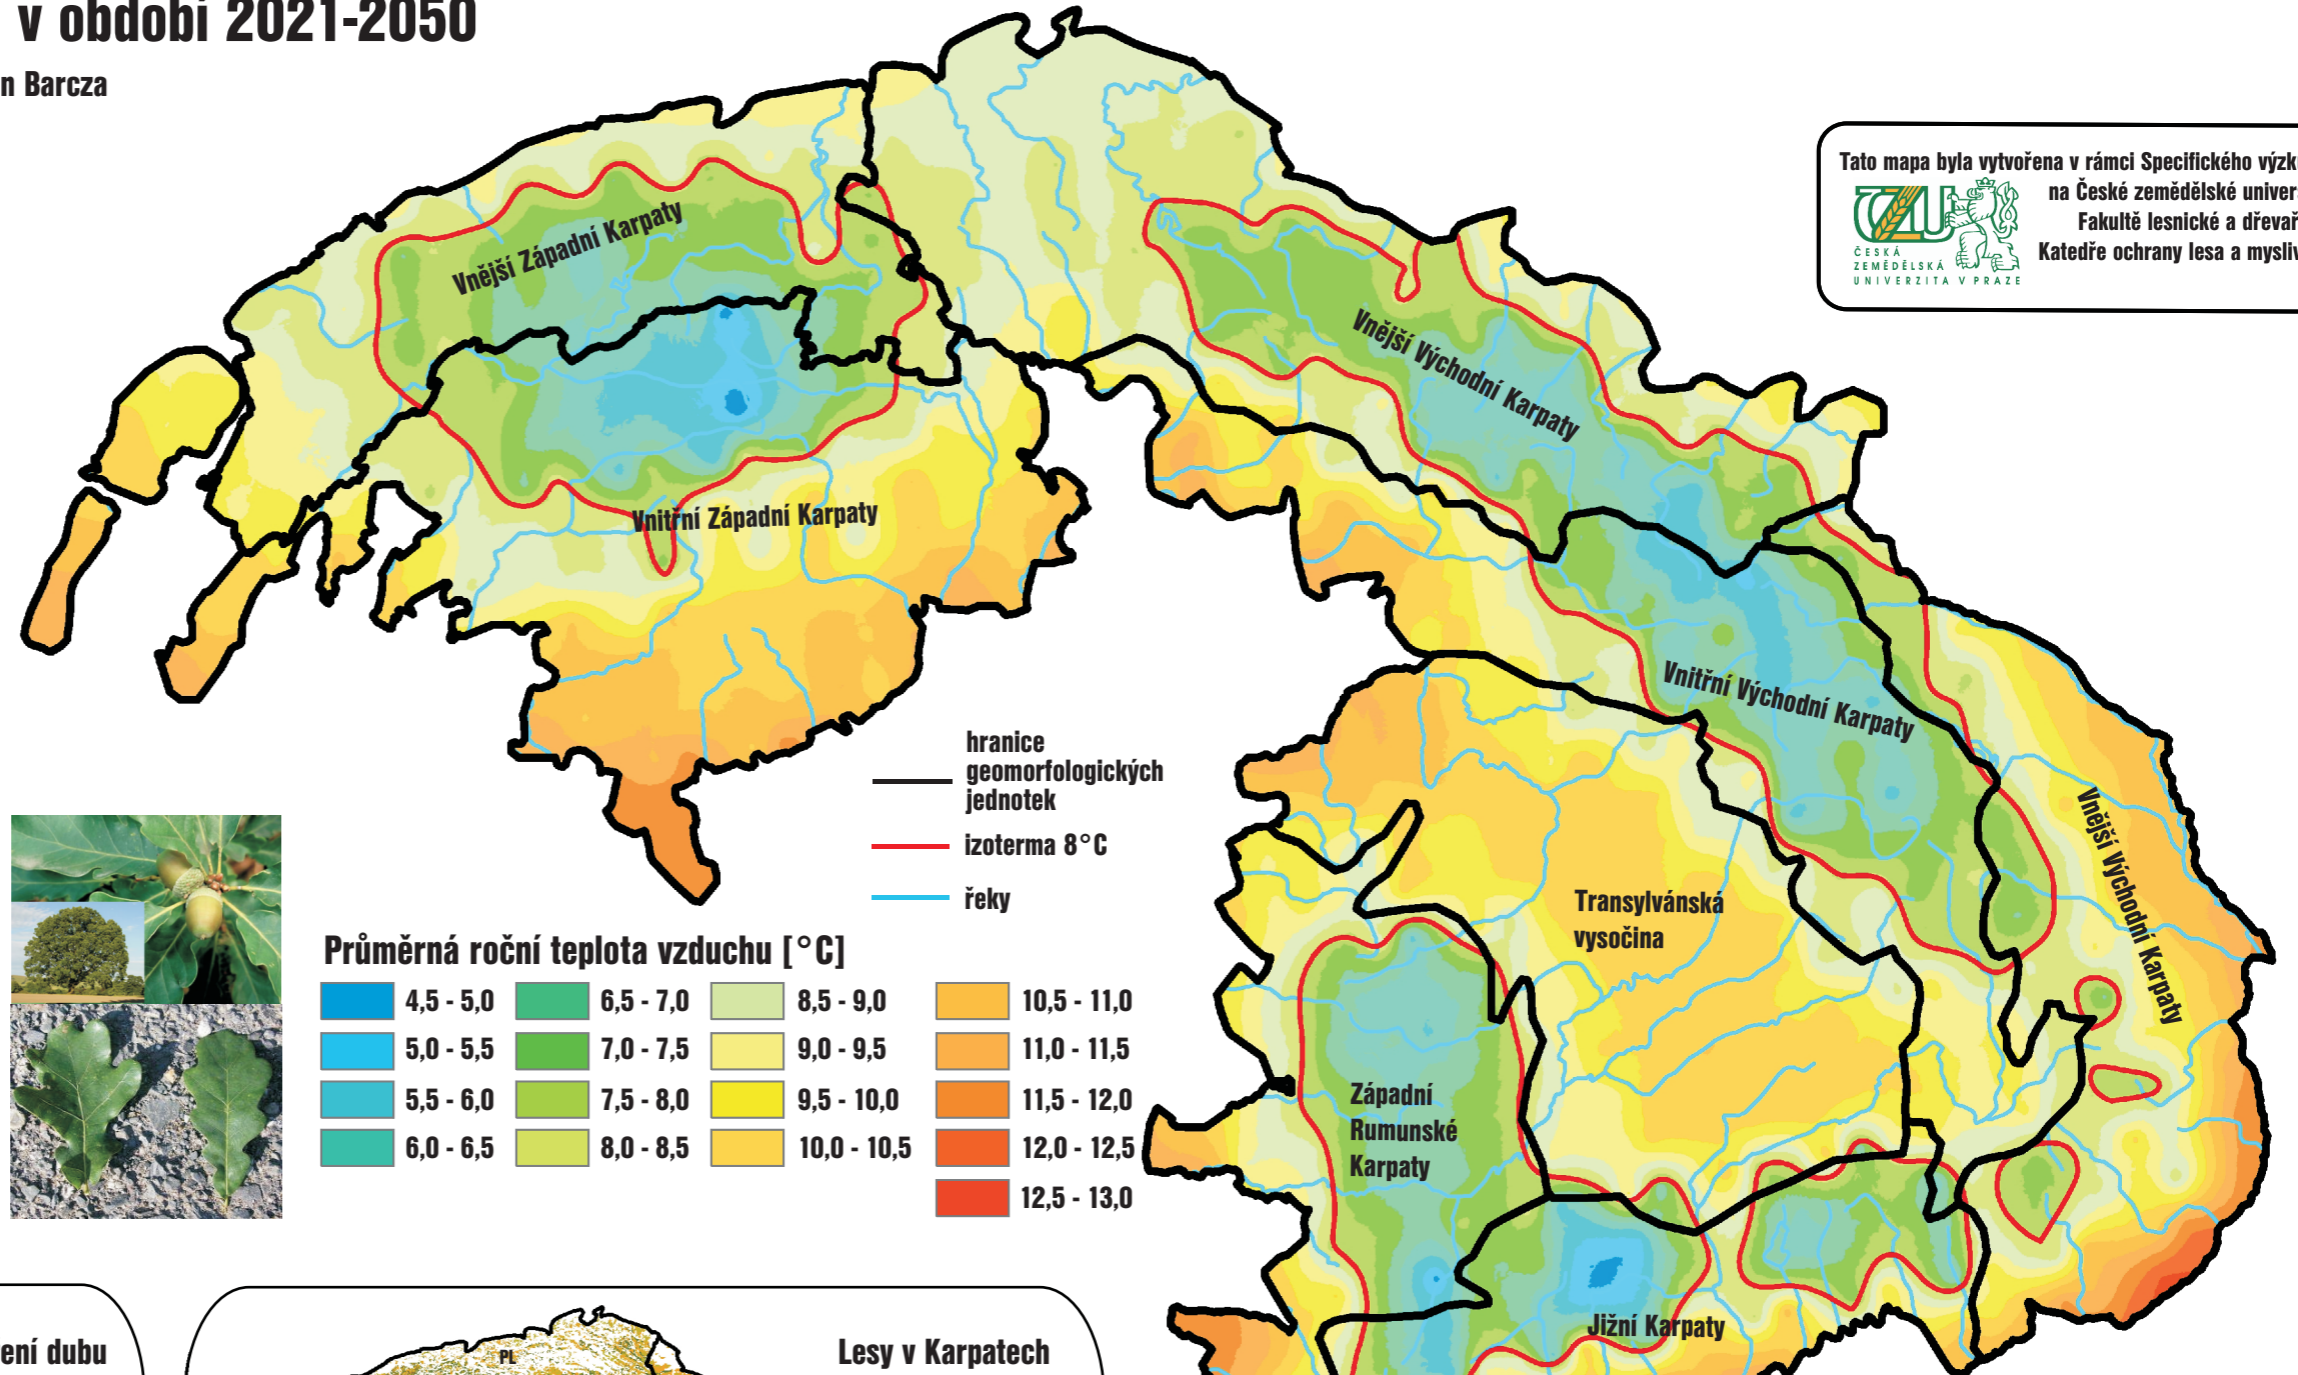 v období 2021-2050
n Barcza
Tato mapa byla vytvořena v rámci Specifického
na České zemědělské
Fakultě lesnické a
Katedře ochrany lesa a
ČZU
ČESKÁ
ZEMĚDĚLSKÁ
UNIVERZITA V PRAZE
Vnější Západní Karpaty
Vnější Východní Karpaty
Vnitřní Západní Karpaty
Vnitřní Východní Karpaty
hranice
geomorfologických
jednotek
izoterma 8°C
řeky
Vnější Východní Karpaty
Transylvánská
vysočina
Průměrná roční teplota vzduchu [°C]
4,5 - 5,0
6,5 - 7,0
8,5 - 9,0
10,5 - 11,0
5,0 - 5,5
7,0 - 7,5
9,0 - 9,5
11,0 - 11,5
5,5 - 6,0
7,5 - 8,0
9,5 - 10,0
11,5 - 12,0
6,0 - 6,5
8,0 - 8,5
10,0 - 10,5
12,0 - 12,5
12,5 - 13,0
Západní
Rumunské
Karpaty
Jižní Karpaty
ení dubu
PL
Lesy v Karpatech